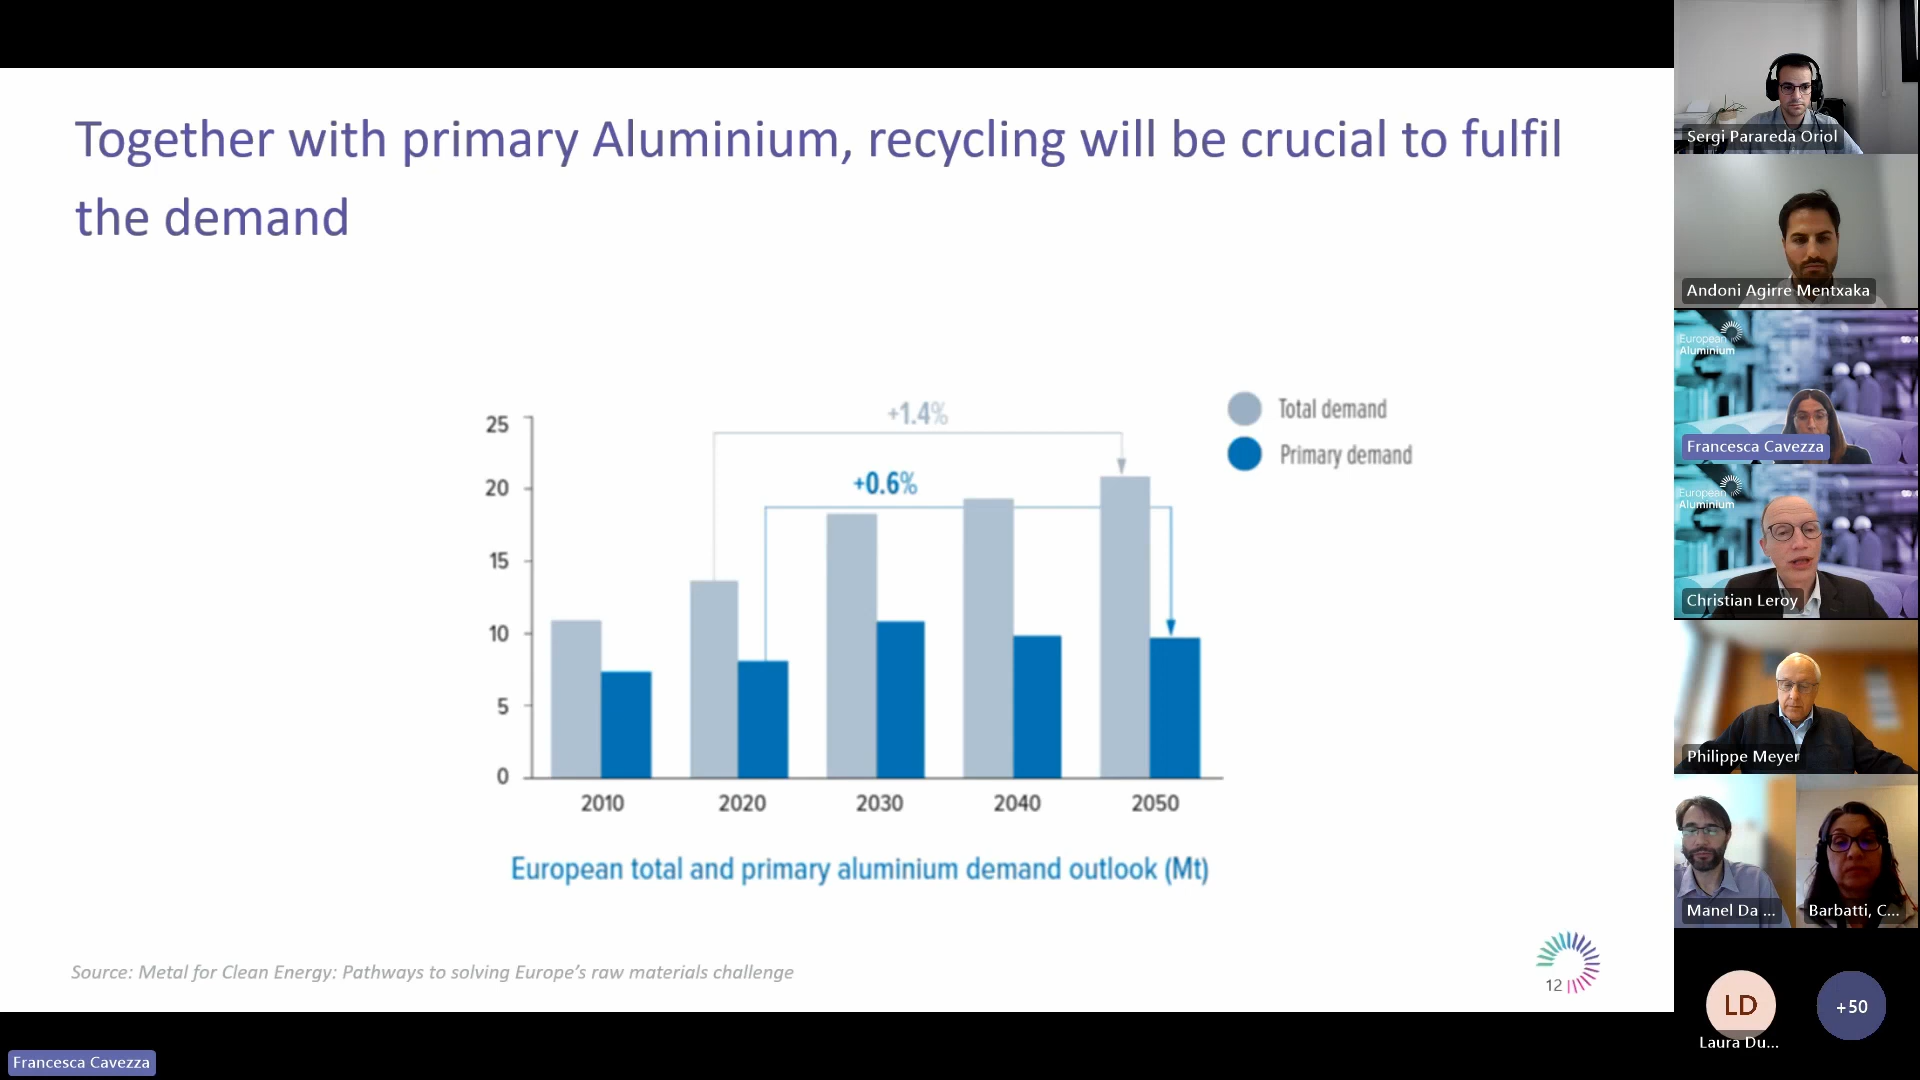 Together with primary Aluminium, recycling will be crucial to fulfil
the demand
+1.4%
+0.6%
Total demand
Primary demand
25
20
15
10
5
0
2010
2020
2030
2040
2050
European total and primary aluminium demand outlook (Mt)
Source: Metal for Clean Energy: Pathways to solving Europe's raw materials challenge
12
Francesca Cavezza
Sergi Parareda Oriol
Andoni Agirre Mentxaka
European
Aluminium
Francesca Cavezza
European
Aluminium
Christian Leroy
Philippe Meyer
Manel Da ...
Barbatti, C...
LD
Laura Du...
+50